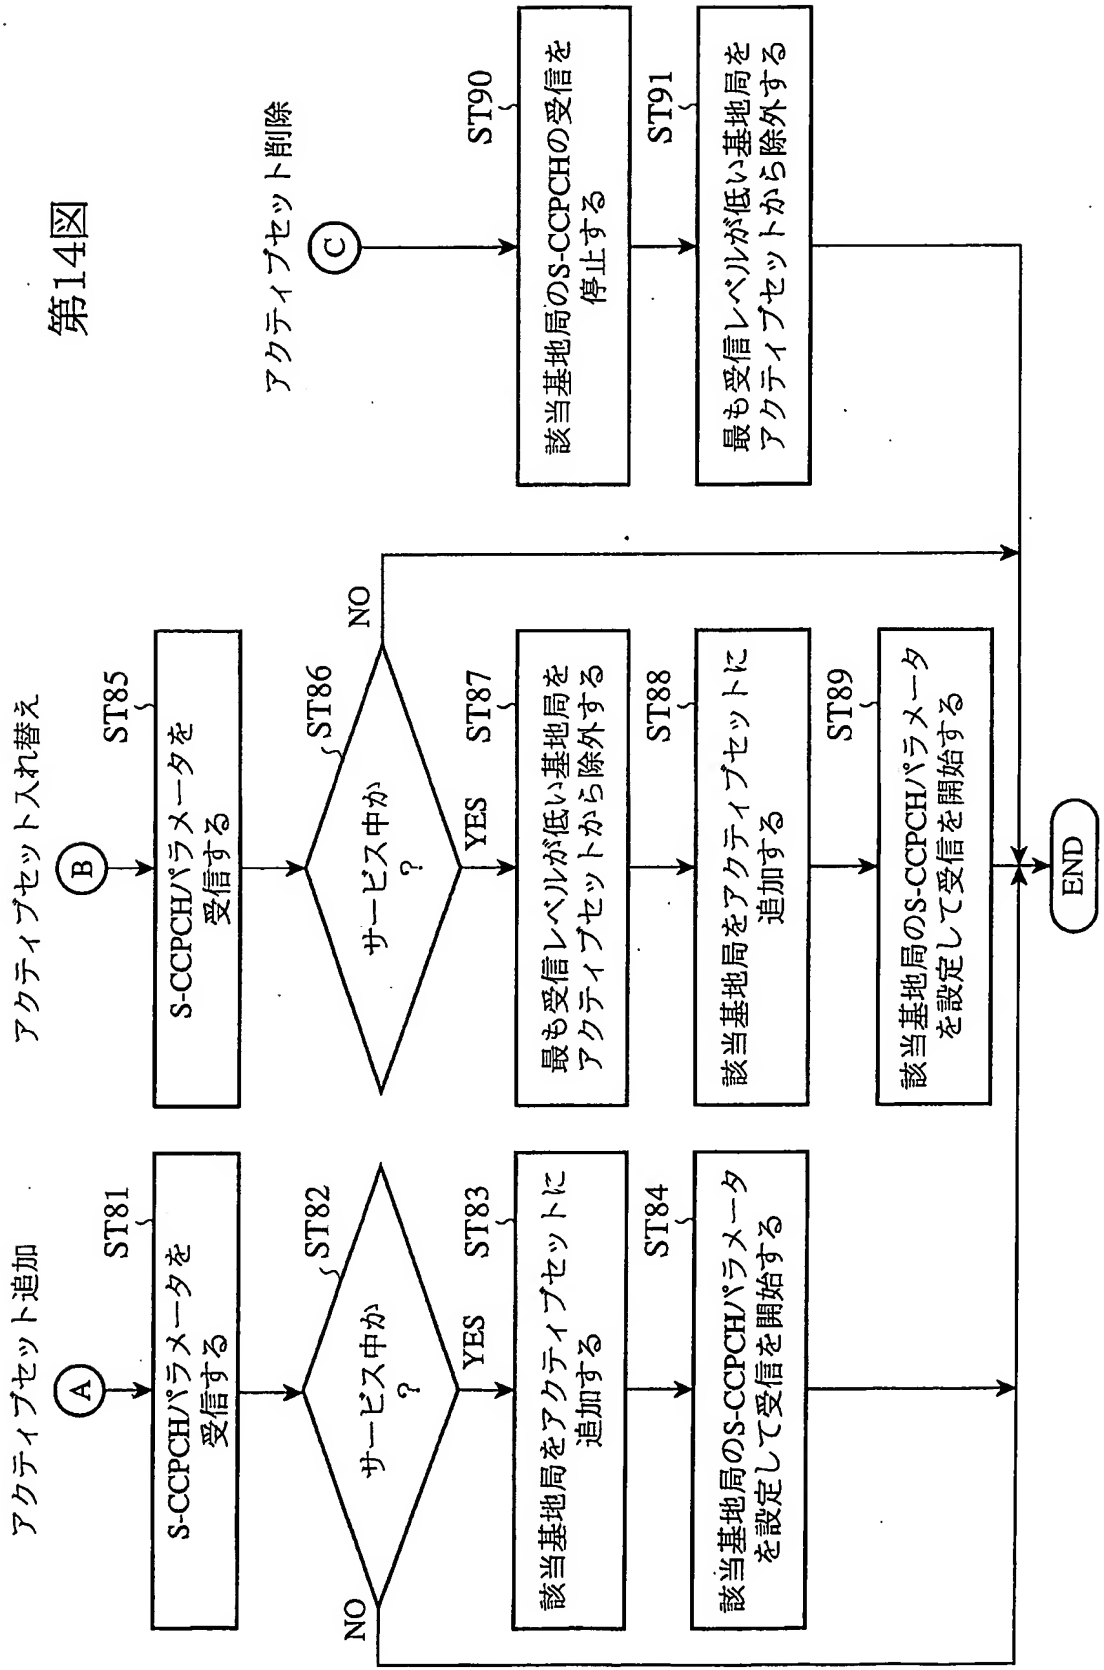 第14図
アクティブセット追加
A
ST81
S-CCPCHパラメータを
受信する
ST82
サービス中か
?
NO
YES
ST83
該当基地局をアクティブセットに
追加する
ST84
該当基地局のS-CCPCHパラメータ
を設定して受信を開始する
アクティブセット入れ替え
B
ST85
S-CCPCHパラメータを
受信する
ST86
サービス中か
?
NO
YES
ST87
最も受信レベルが低い基地局を
アクティブセットから除外する
ST88
該当基地局をアクティブセットに
追加する
ST89
該当基地局のS-CCPCHパラメータ
を設定して受信を開始する
アクティブセット削除
C
ST90
該当基地局のS-CCPCHの受信を
停止する
ST91
最も受信レベルが低い基地局を
アクティブセットから除外する
END